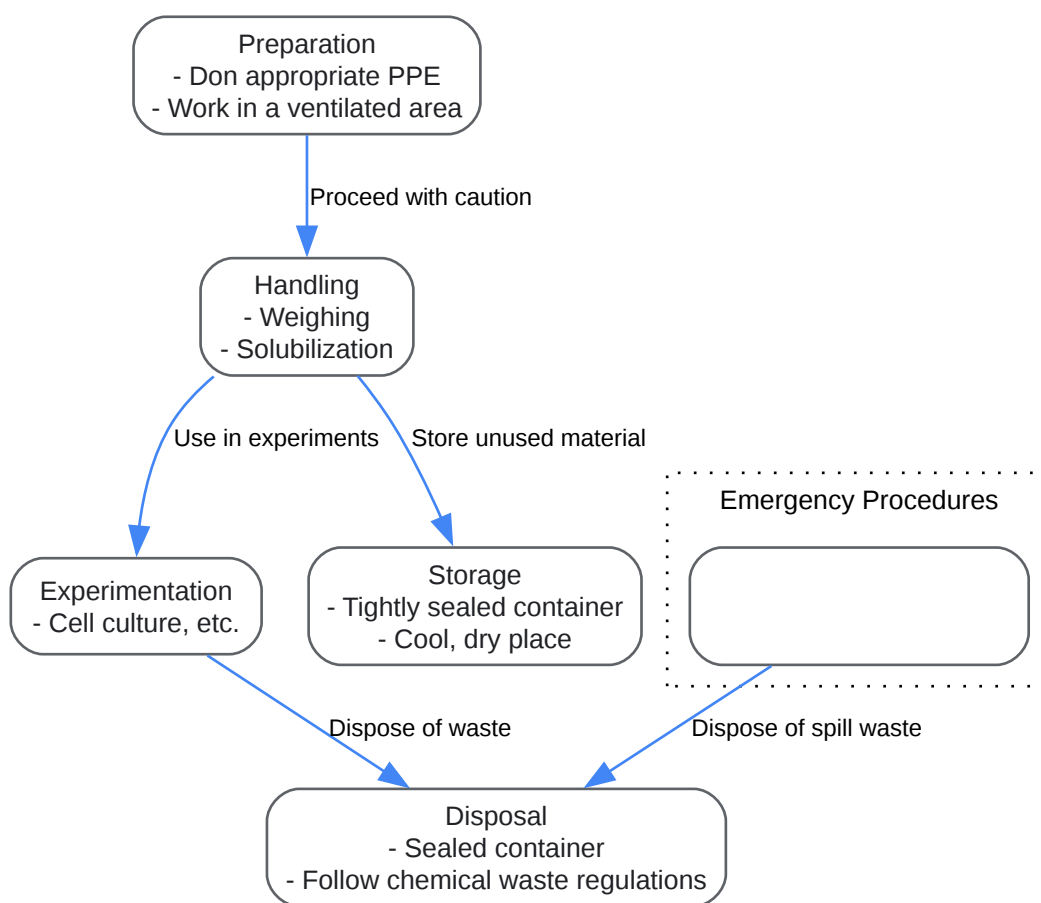 Preparation
- Don appropriate PPE
- Work in a ventilated area
Proceed with caution
Handling
- Weighing
- Solubilization
Use in experiments
Store unused material
Emergency Procedures
Experimentation
- Cell culture, etc.
Storage
- Tightly sealed container
- Cool, dry place
Dispose of waste
Dispose of spill waste
Disposal
- Sealed container
- Follow chemical waste regulations